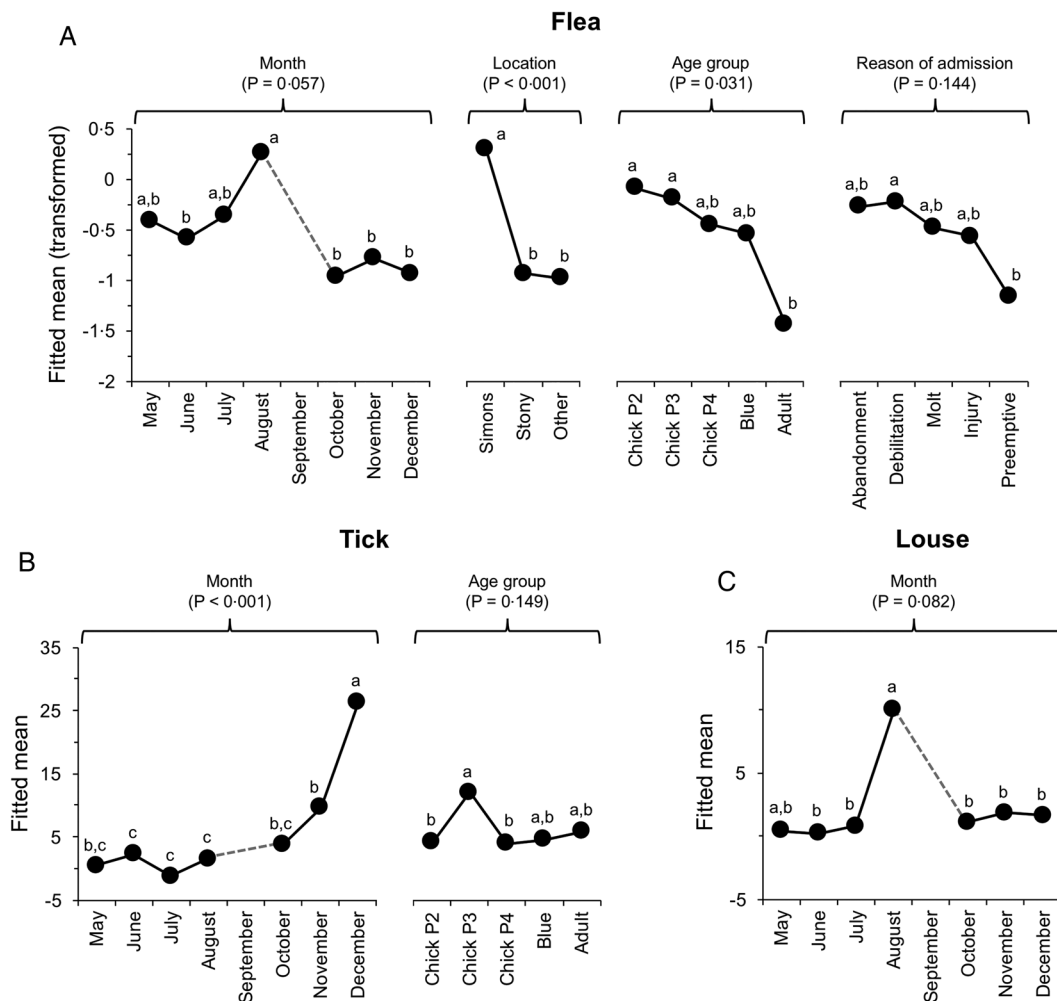 Flea
A
Month
(P = 0·057)
Location
(P < 0·001)
Age group
(P = 0·031)
Reason of admission
(P = 0·144)
Fitted mean (transformed)
0·5
0
-0·5
-1
-1·5
-2
a,b
b
a,b
a
b
b
b
a
b
b
a
a
a,b
a,b
b
a,b
a
a,b
a,b
b
May
June
July
August
September
October
November
December
Simons
Stony
Other
Chick P2
Chick P3
Chick P4
Blue
Adult
Abandonment
Debilitation
Molt
Injury
Preemptive
Tick
B
Month
(P < 0·001)
Age group
(P = 0·149)
Fitted mean
35
25
15
5
-5
b,c
c
c
c
b,c
b
a
b
a
b
a,b
a,b
May
June
July
August
September
October
November
December
Chick P2
Chick P3
Chick P4
Blue
Adult
Louse
C
Month
(P = 0·082)
Fitted mean
15
5
-5
a,b
b
b
a
b
b
b
May
June
July
August
September
October
November
December